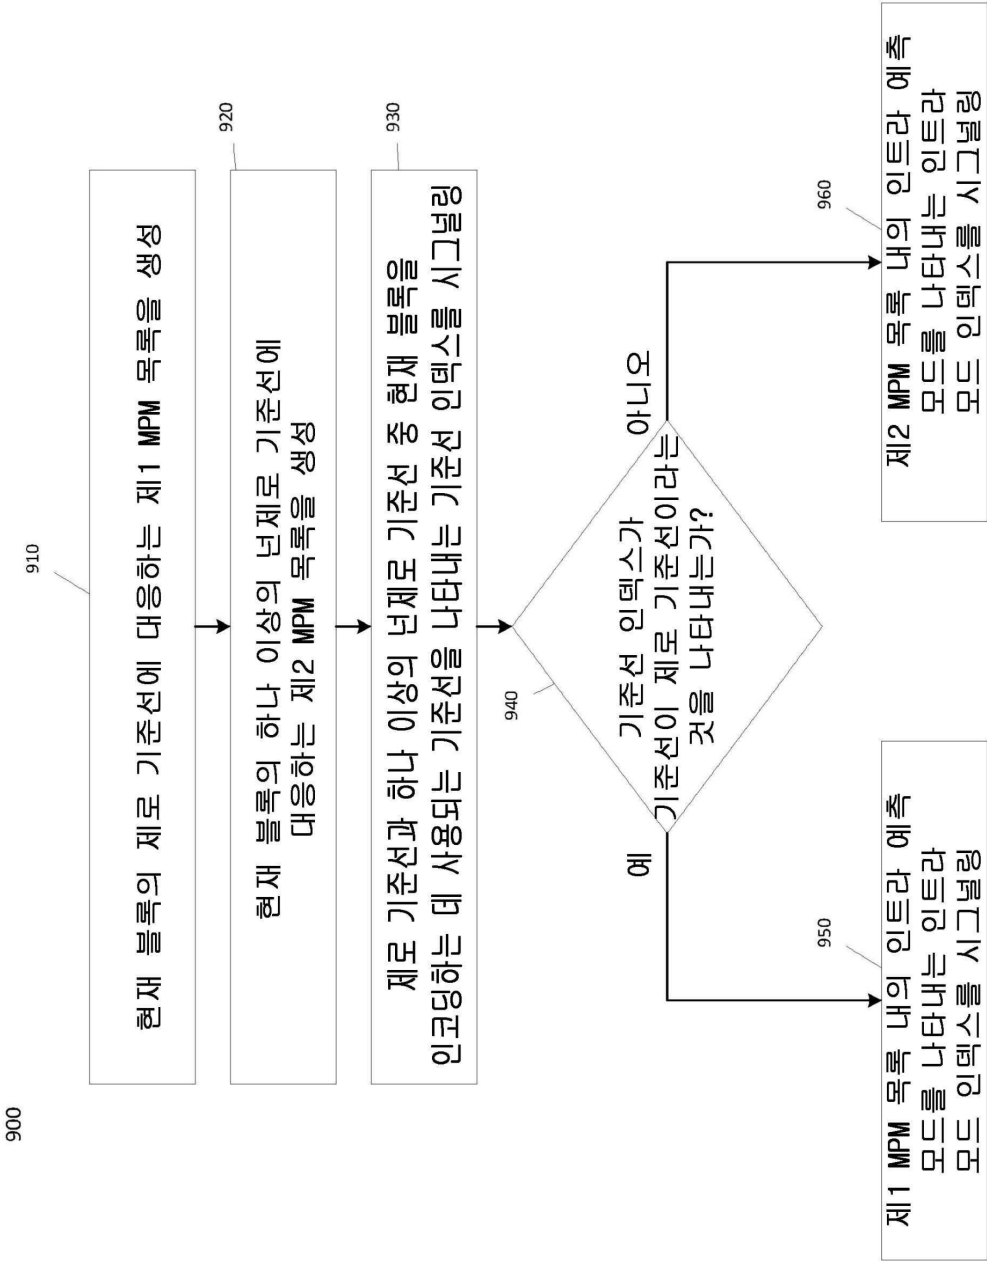 900
910
현재 블록의 제로 기준선에 대응하는 제1 MPM 목록을 생성
920
현재 블록의 하나 이상의 넌제로 기준선에
대응하는 제2 MPM 목록을 생성
930
제로 기준선과 하나 이상의 넌제로 기준선 중 현재 블록을
인코딩하는 데 사용되는 기준선을 나타내는 기준선 인덱스를 시그널링
940
기준선 인덱스가
기준선이 제로 기준선이라는
것을 나타내는가?
예
아니오
950
제1 MPM 목록 내의 인트라 예측
모드를 나타내는 인트라
모드 인덱스를 시그널링
960
제2 MPM 목록 내의 인트라 예측
모드를 나타내는 인트라
모드 인덱스를 시그널링